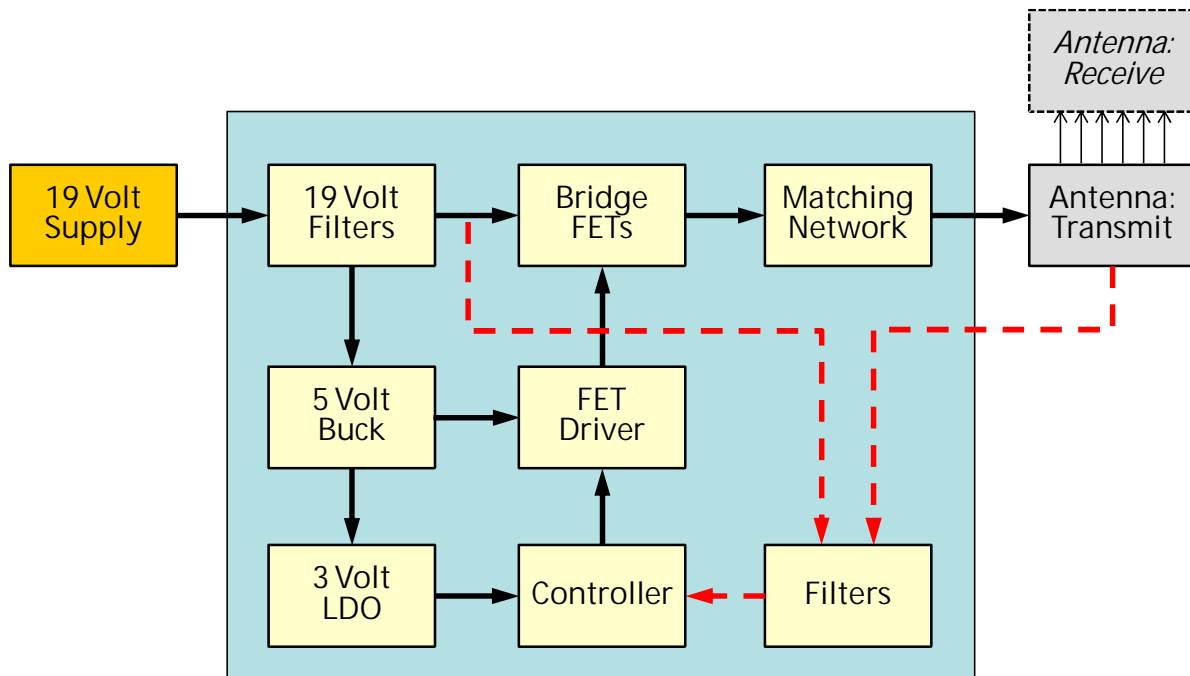 Antenna:
Receive
19 Volt
Supply
19 Volt
Filters
Bridge
FETs
Matching
Network
Antenna:
Transmit
5 Volt
Buck
FET
Driver
3 Volt
LDO
Controller
Filters